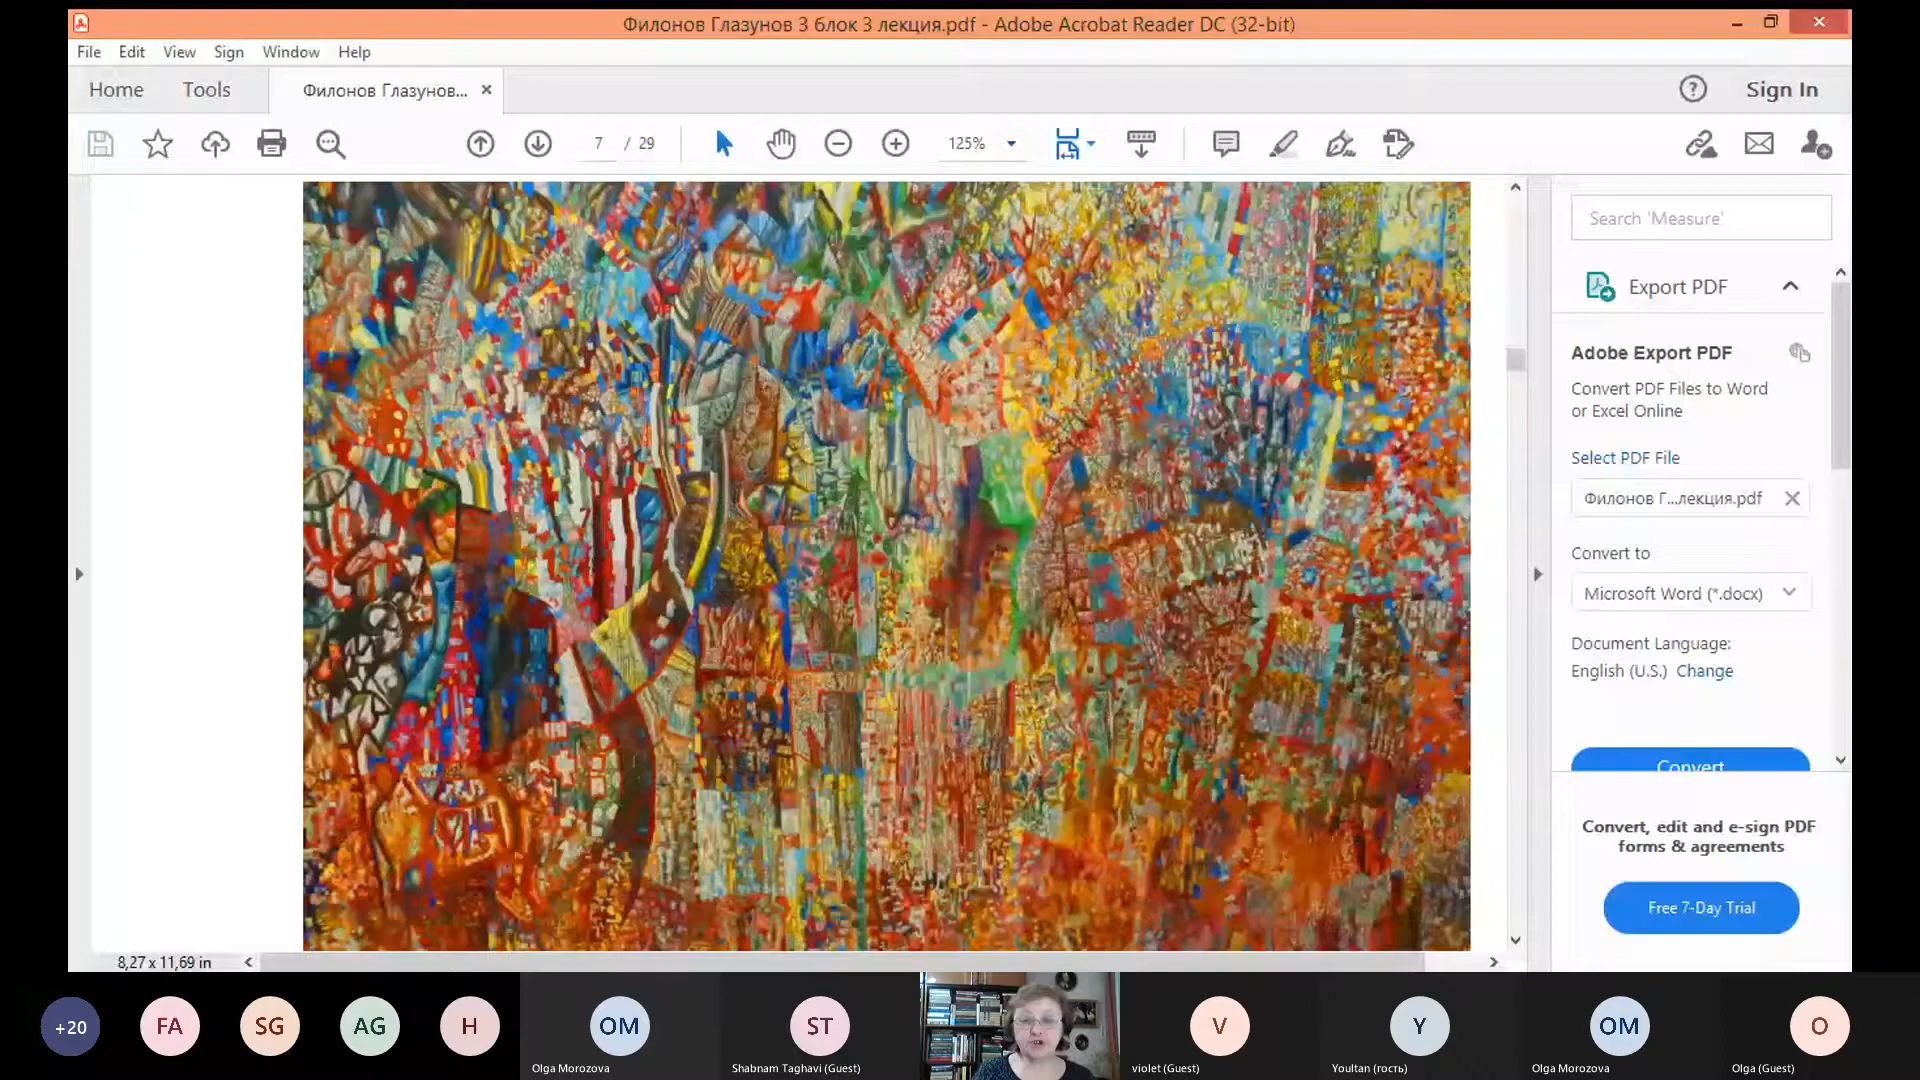 Филонов Глазунов 3 блок 3 лекция.pdf - Adobe Acrobat Reader DC (32-bit)
File Edit View Sign Window Help
Home Tools Филонов Глазунов... Sign In
7 / 29 125%
Search 'Measure'
Export PDF
Adobe Export PDF
Convert PDF Files to Word
or Excel Online
Select PDF File
Филонов Г...лекция.pdf
Convert to
Microsoft Word (*.docx)
Document Language:
English (U.S.) Change
Convert
Convert, edit and e-sign PDF
forms & agreements
Free 7-Day Trial
8,27 x 11,69 in
+20 FA SG AG H OM ST V Y OM O
Olga Morozova Shabnam Taghavi (Guest) violet (Guest) Youltan (гость) Olga Morozova Olga (Guest)